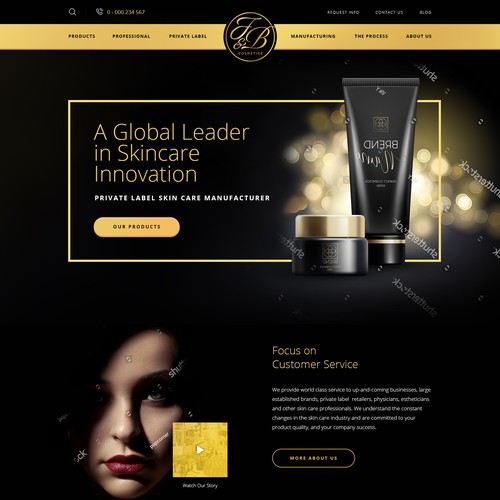 0 - 000 234 567
REQUEST INFO
CONTACT US
BLOG
PRODUCTS
PROFESSIONAL
PRIVATE LABEL
F&B
COSMETICS
MANUFACTURING
THE PROCESS
ABOUT US
A Global Leader
in Skincare
Innovation
PRIVATE LABEL SKIN CARE MANUFACTURER
OUR PRODUCTS
BREND
shutterstock
shutterstock
shutterstock
Focus on
Customer Service
We provide world class service to up-and-coming businesses, large
established brands, private label retailers, physicians, estheticians
and other skin care professionals. We understand the constant
changes in the skin care industry and are committed to your
product quality, and your company success.
MORE ABOUT US
Watch Our Story